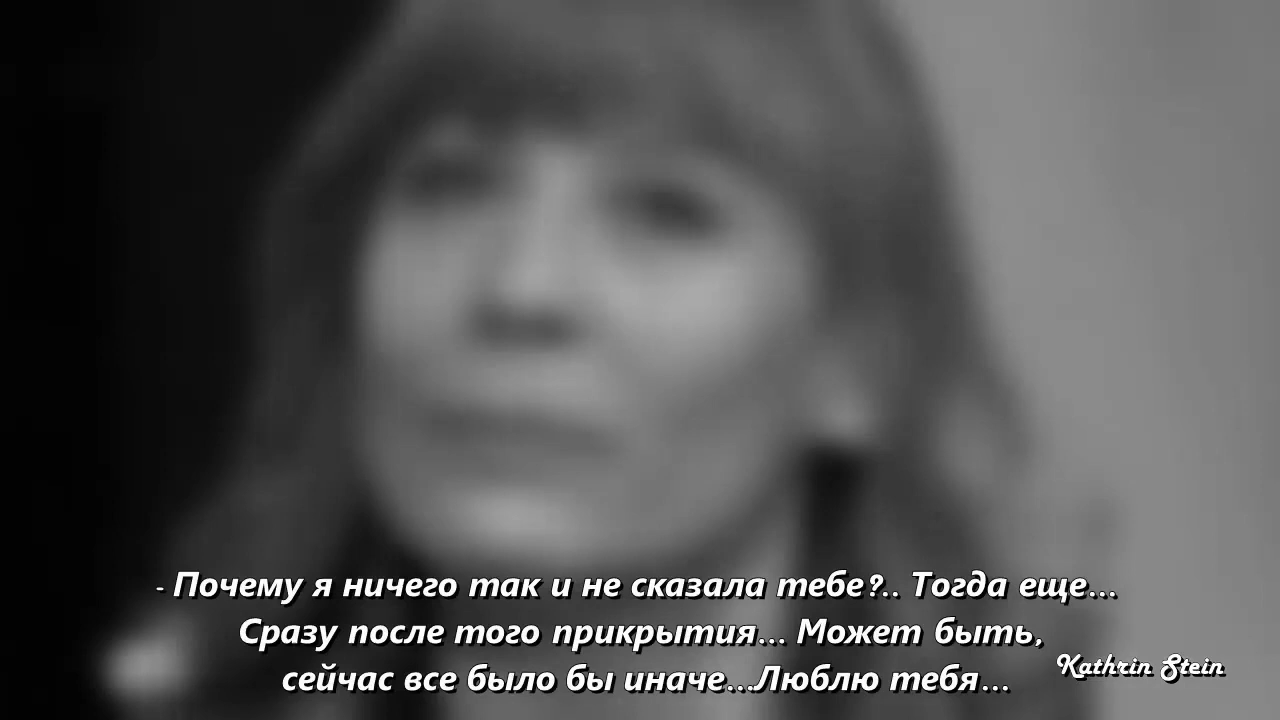 - Почему я ничего так и не сказала тебе?.. Тогда еще...
Сразу после того прикрытия... Может быть,
сейчас все было бы иначе...Люблю тебя...
Kathrin Stein